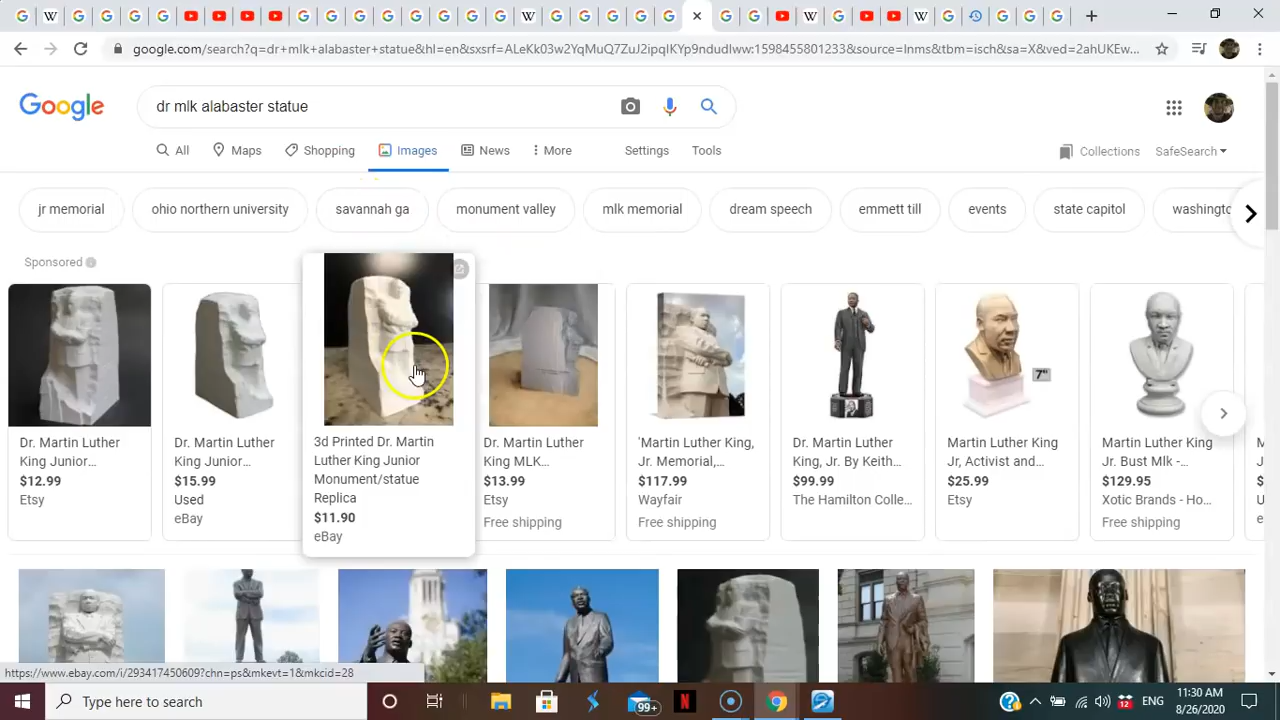 google.com/search?q=dr+mlk+alabaster+statue&hl=en&sxsrf=ALeKk03w2YqMuQ7ZuJ2ipqlKYp9ndudlww:1598455801233&source=lnms&tbm=isch&sa=X&ved=2ahUKEw...
Google
dr mlk alabaster statue
All Maps Shopping Images News More Settings Tools
Collections SafeSearch
jr memorial ohio northern university savannah ga monument valley mlk memorial dream speech emmett till events state capitol washingto
Sponsored
Dr. Martin Luther
King Junior...
$12.99
Etsy
Dr. Martin Luther
King Junior...
$15.99
Used
eBay
3d Printed Dr. Martin
Luther King Junior
Monument/statue
Replica
$11.90
eBay
Dr. Martin Luther
King MLK...
$13.99
Etsy
Free shipping
'Martin Luther King,
Jr. Memorial,...
$117.99
Wayfair
Free shipping
Dr. Martin Luther
King, Jr. By Keith...
$99.99
The Hamilton Colle...
7"
Martin Luther King
Jr, Activist and...
$25.99
Etsy
Martin Luther King
Jr. Bust Mlk -...
$129.95
Xotic Brands - Ho...
Free shipping
https://www.ebay.com/i/293417450609?chn=ps&mkevt=1&mkcid=28
Type here to search
99+
N
12
ENG
11:30 AM
8/26/2020